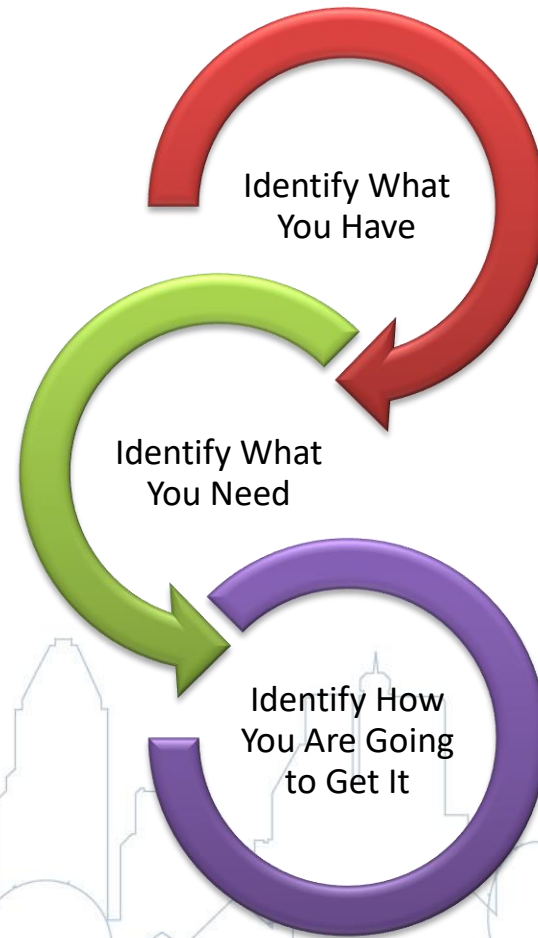 Identify What
You Have
Identify What
You Need
Identify How
You Are Going
to Get It